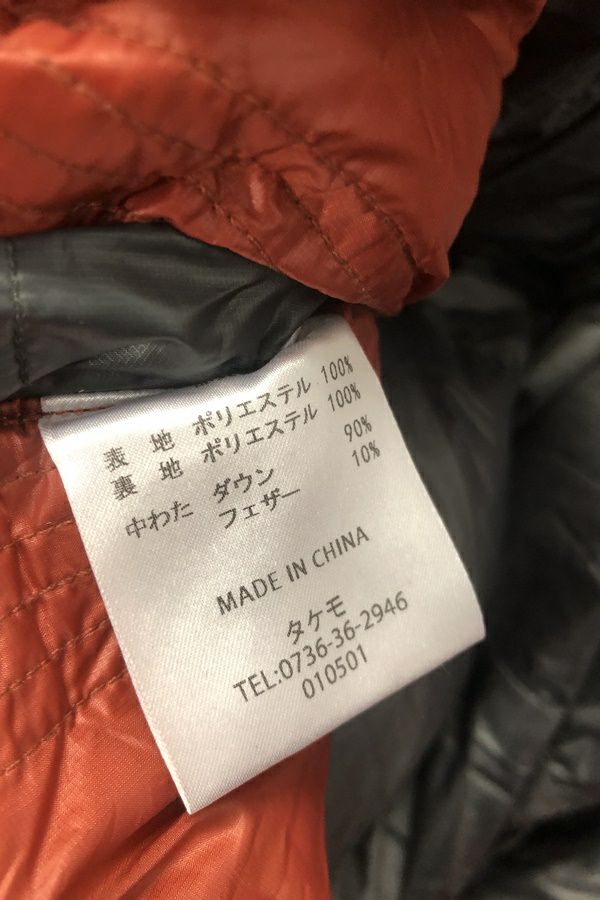 表 地 ポリエステル 100%
裏 地 ポリエステル 100%
中わた ダウン 90%
フェザー 10%
MADE IN CHINA
タケモ
TEL:0736-36-2946
010501